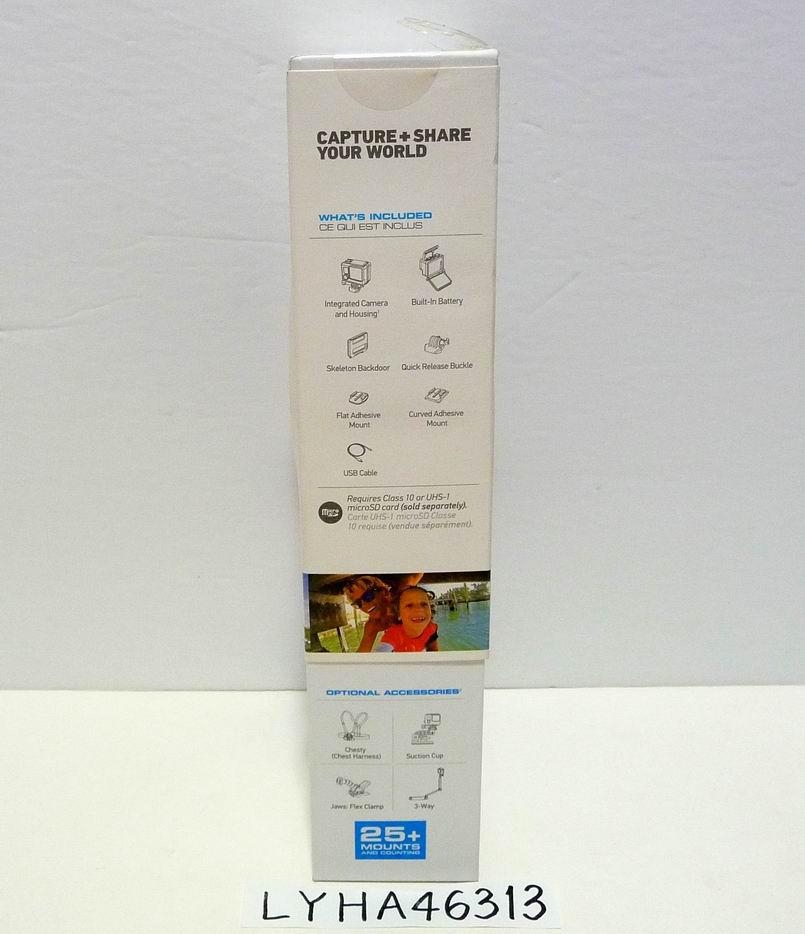 CAPTURE+SHARE
YOUR WORLD
WHAT'S INCLUDED
CE QUI EST INCLUS
Integrated Camera
and Housing¹
Built-In Battery
Skeleton Backdoor
Quick Release Buckle
Flat Adhesive
Mount
Curved Adhesive
Mount
USB Cable
micro
Requires Class 10 or UHS-1
microSD card (sold separately).
Carte UHS-1 microSD Classe
10 requise (vendue séparément).
OPTIONAL ACCESSORIES²
Chesty
(Chest Harness)
Suction Cup
Jaws: Flex Clamp
3-Way
25+
MOUNTS
AND COUNTING
LYHA46313